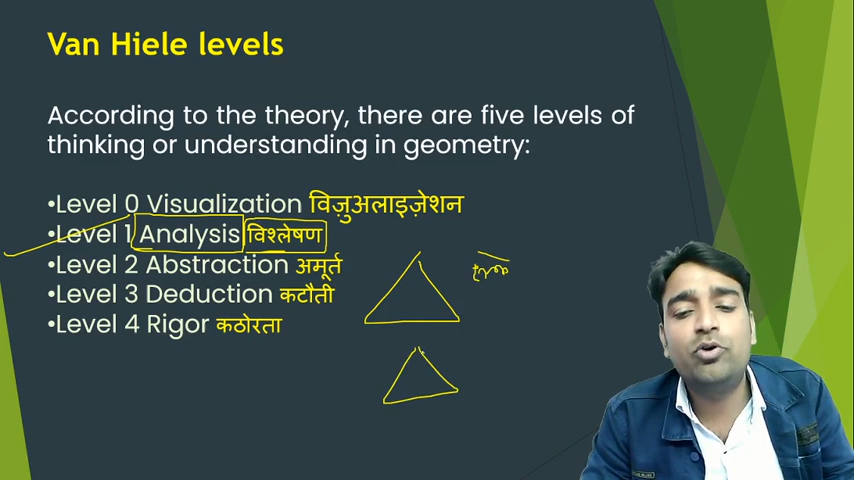 Van Hiele levels
According to the theory, there are five levels of
thinking or understanding in geometry:
•Level 0 Visualization विज़ुअलाइज़ेशन
•Level 1 Analysis विश्लेषण
•Level 2 Abstraction अमूर्त
•Level 3 Deduction कटौती
•Level 4 Rigor कठोरता